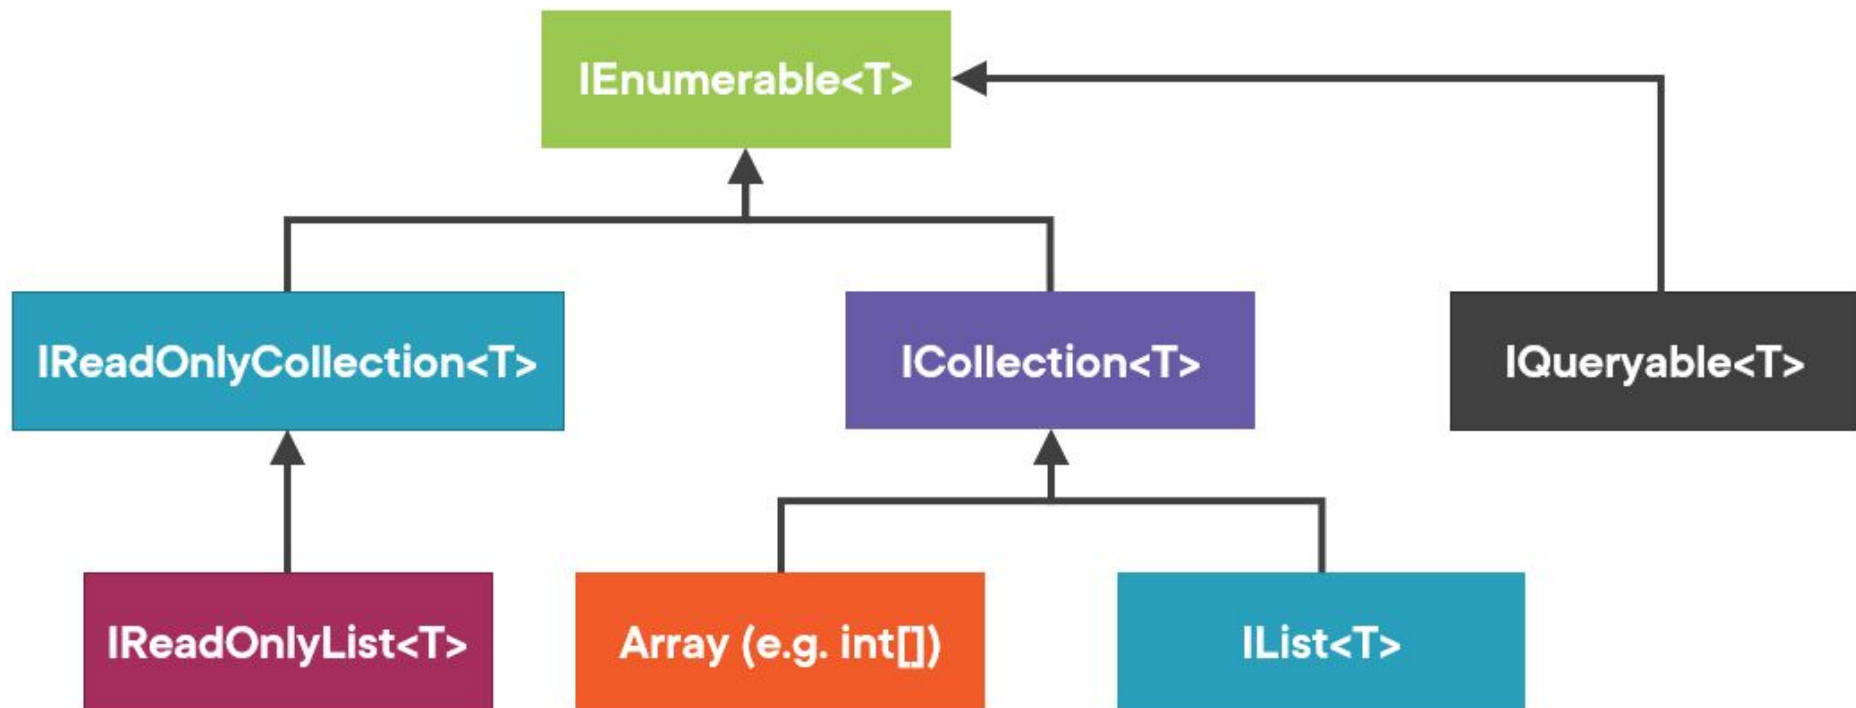 IEnumerable<T>
IReadOnlyCollection<T>
ICollection<T>
IQueryable<T>
IReadOnlyList<T>
Array (e.g. int[])
IList<T>